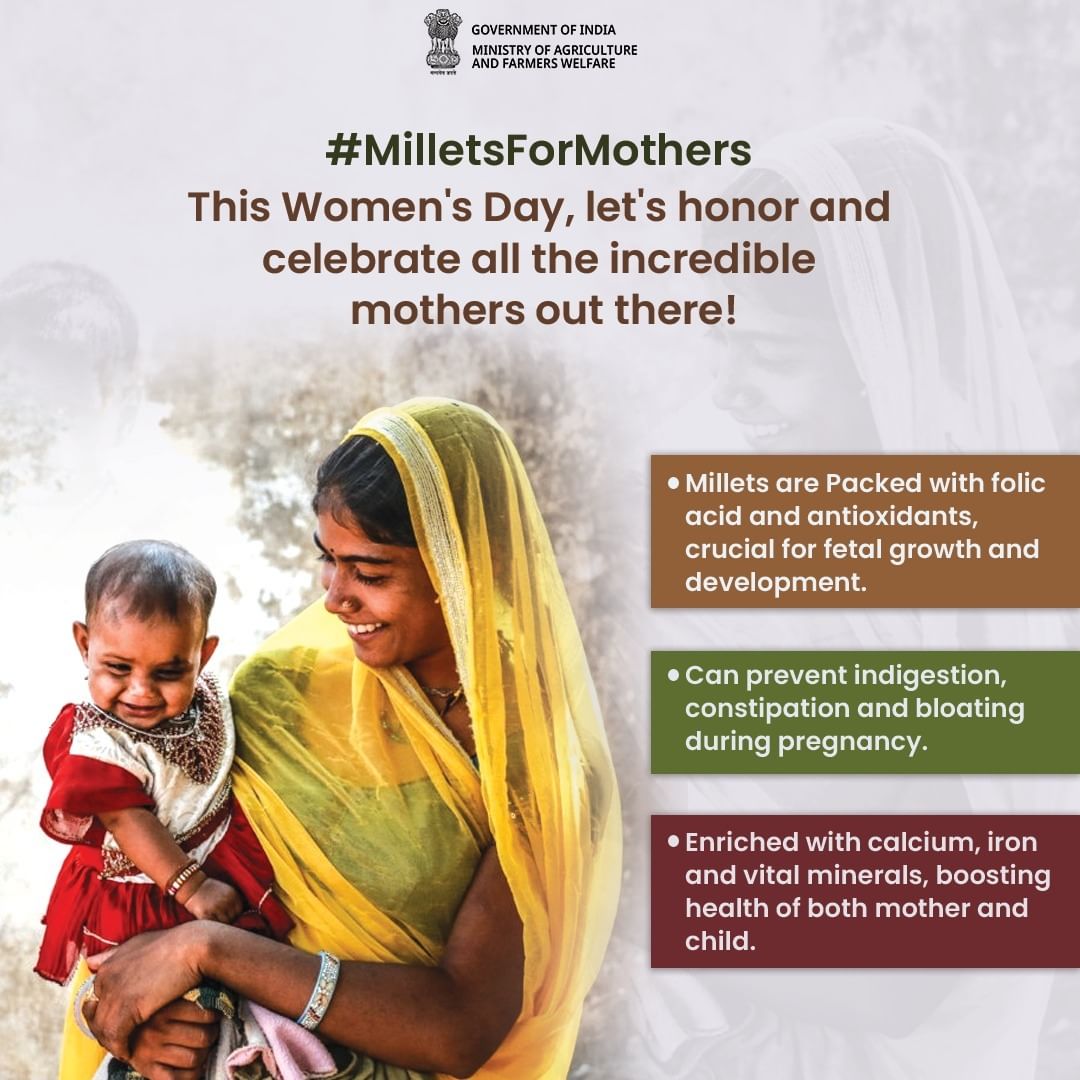 GOVERNMENT OF INDIA
MINISTRY OF AGRICULTURE
AND FARMERS WELFARE
सत्यमेव जयते
#MilletsForMothers
This Women's Day, let's honor and
celebrate all the incredible
mothers out there!
• Millets are Packed with folic
acid and antioxidants,
crucial for fetal growth and
development.
• Can prevent indigestion,
constipation and bloating
during pregnancy.
• Enriched with calcium, iron
and vital minerals, boosting
health of both mother and
child.